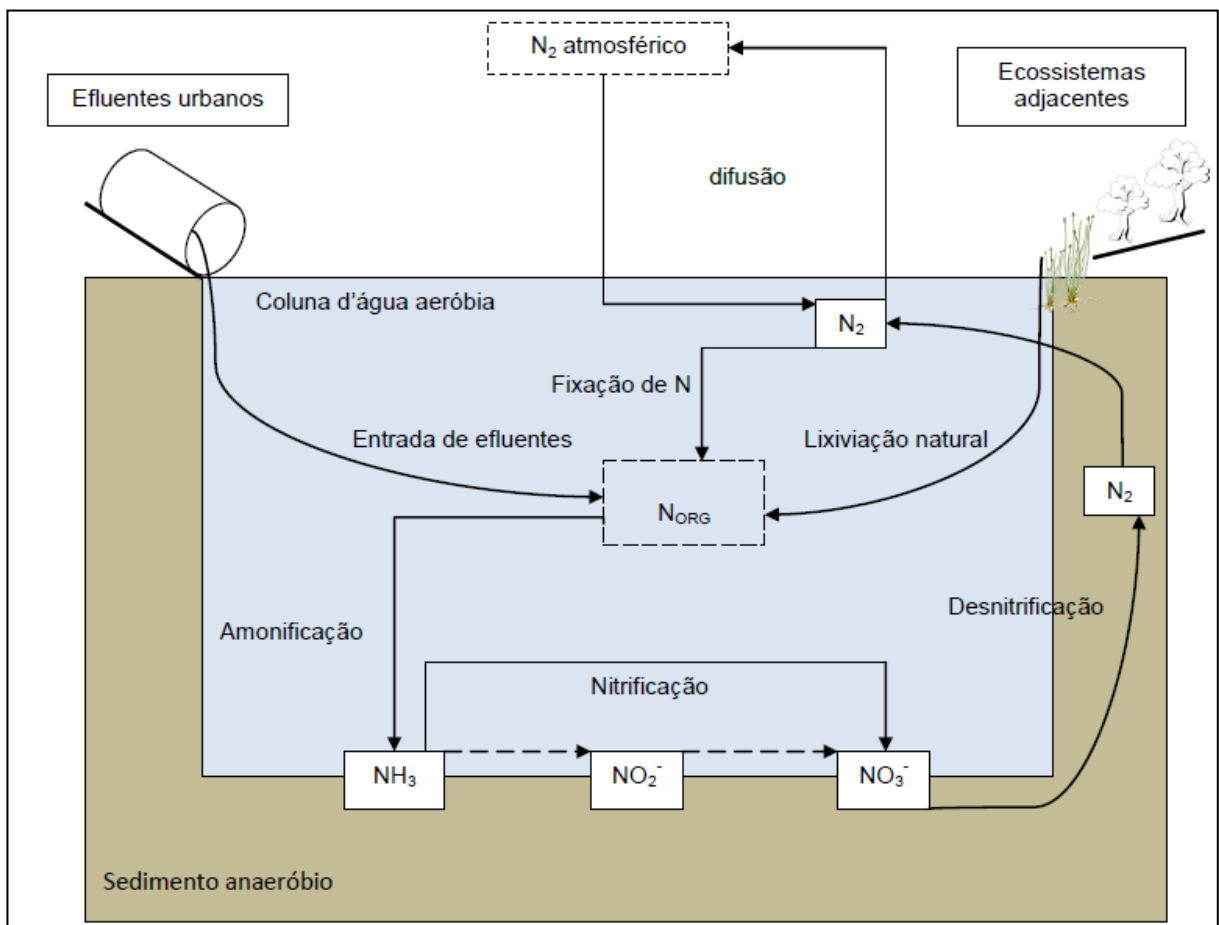 N₂ atmosférico
Efluentes urbanos
Ecossistemas
adjacentes
difusão
Coluna d'água aeróbia
N₂
Fixação de N
Entrada de efluentes
Lixiviação natural
N₂
N_ORG
Desnitrificação
Amonificação
Nitrificação
NH₃
NO₂⁻
NO₃⁻
Sedimento anaeróbio